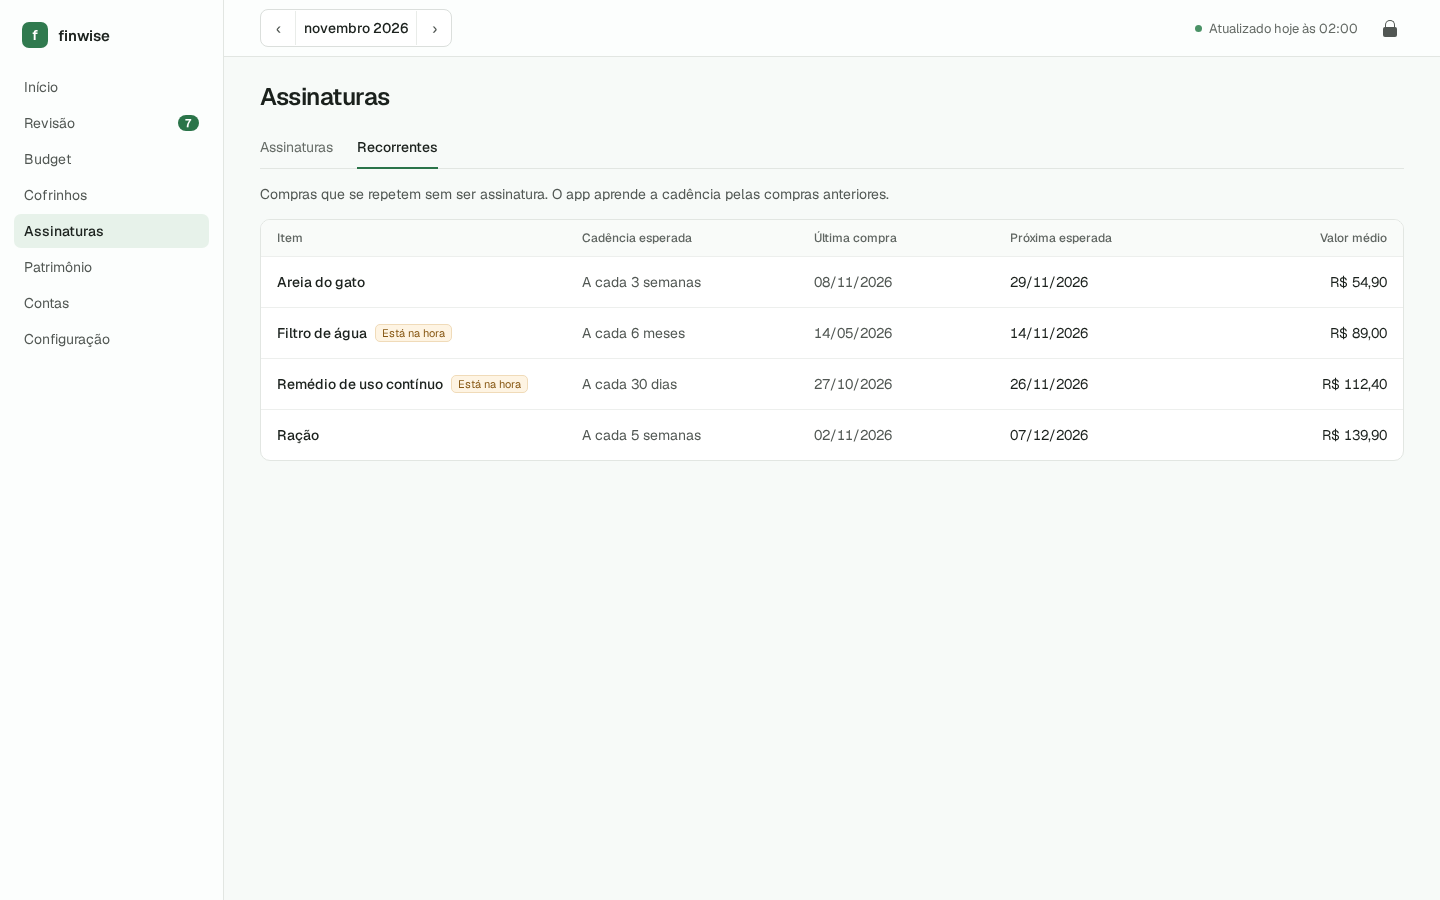 f finwise
‹ novembro 2026 ›
Atualizado hoje às 02:00
Início
Revisão 7
Budget
Cofrinhos
Assinaturas
Patrimônio
Contas
Configuração
Assinaturas
Assinaturas Recorrentes
Compras que se repetem sem ser assinatura. O app aprende a cadência pelas compras anteriores.
Item Cadência esperada Última compra Próxima esperada Valor médio
Areia do gato A cada 3 semanas 08/11/2026 29/11/2026 R$ 54,90
Filtro de água Está na hora A cada 6 meses 14/05/2026 14/11/2026 R$ 89,00
Remédio de uso contínuo Está na hora A cada 30 dias 27/10/2026 26/11/2026 R$ 112,40
Ração A cada 5 semanas 02/11/2026 07/12/2026 R$ 139,90